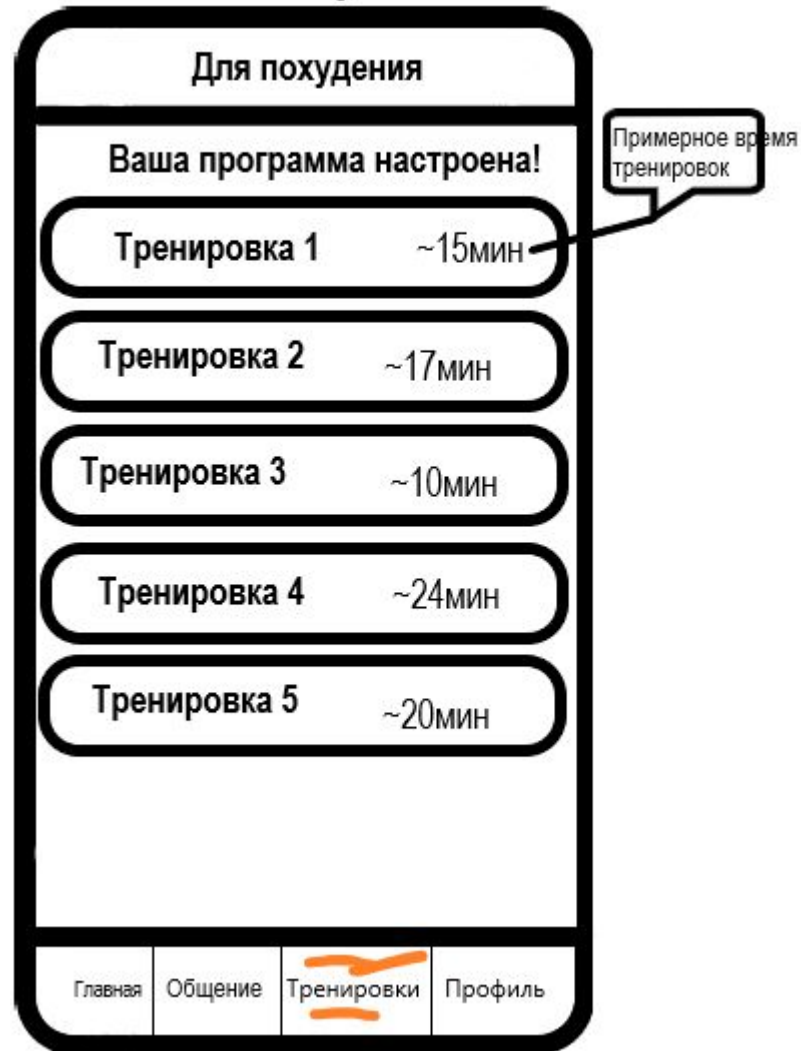 Для похудения
Ваша программа настроена!
Примерное время
тренировок
Тренировка 1 ~15мин
Тренировка 2 ~17мин
Тренировка 3 ~10мин
Тренировка 4 ~24мин
Тренировка 5 ~20мин
Главная Общение Тренировки Профиль